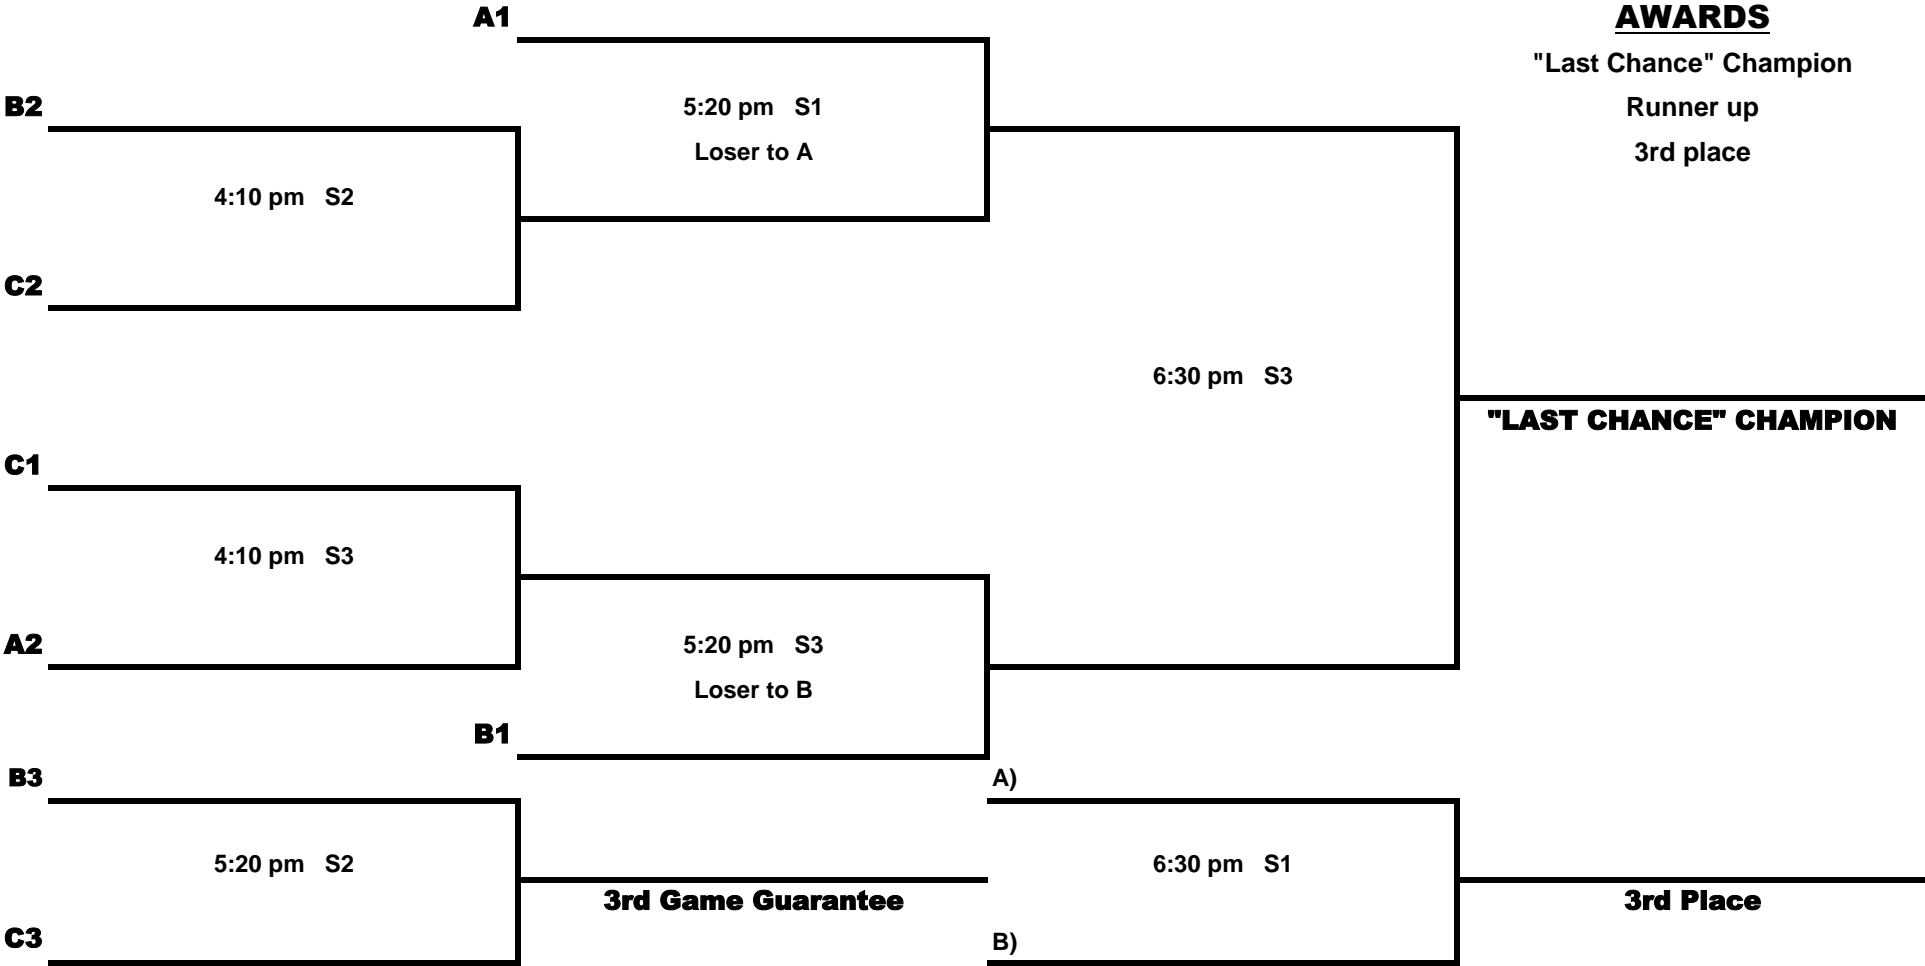 A1
AWARDS
"Last Chance" Champion
B2
5:20 pm S1
Runner up
Loser to A
3rd place
4:10 pm S2
C2
6:30 pm S3
"LAST CHANCE" CHAMPION
C1
4:10 pm S3
A2
5:20 pm S3
Loser to B
B1
B3
A)
5:20 pm S2
6:30 pm S1
3rd Game Guarantee
3rd Place
C3
B)